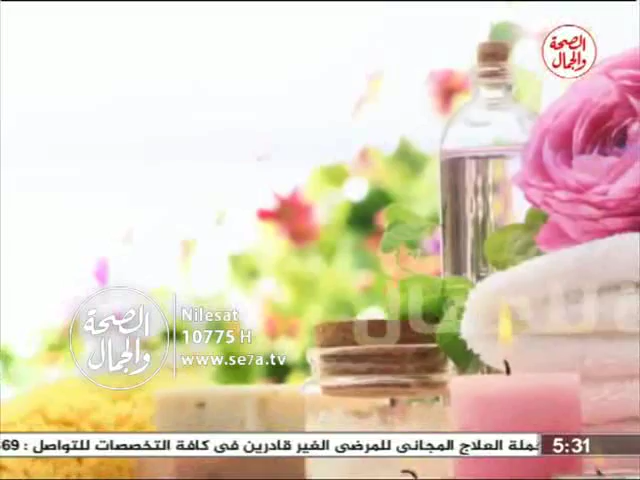 الصحة
والجمال
الصحة
والجمال
Nilesat
10775 H
www.se7a.tv
ملة العلاج المجانى للمرضى الغير قادرين فى كافة التخصصات للتواصل : 69
5:31